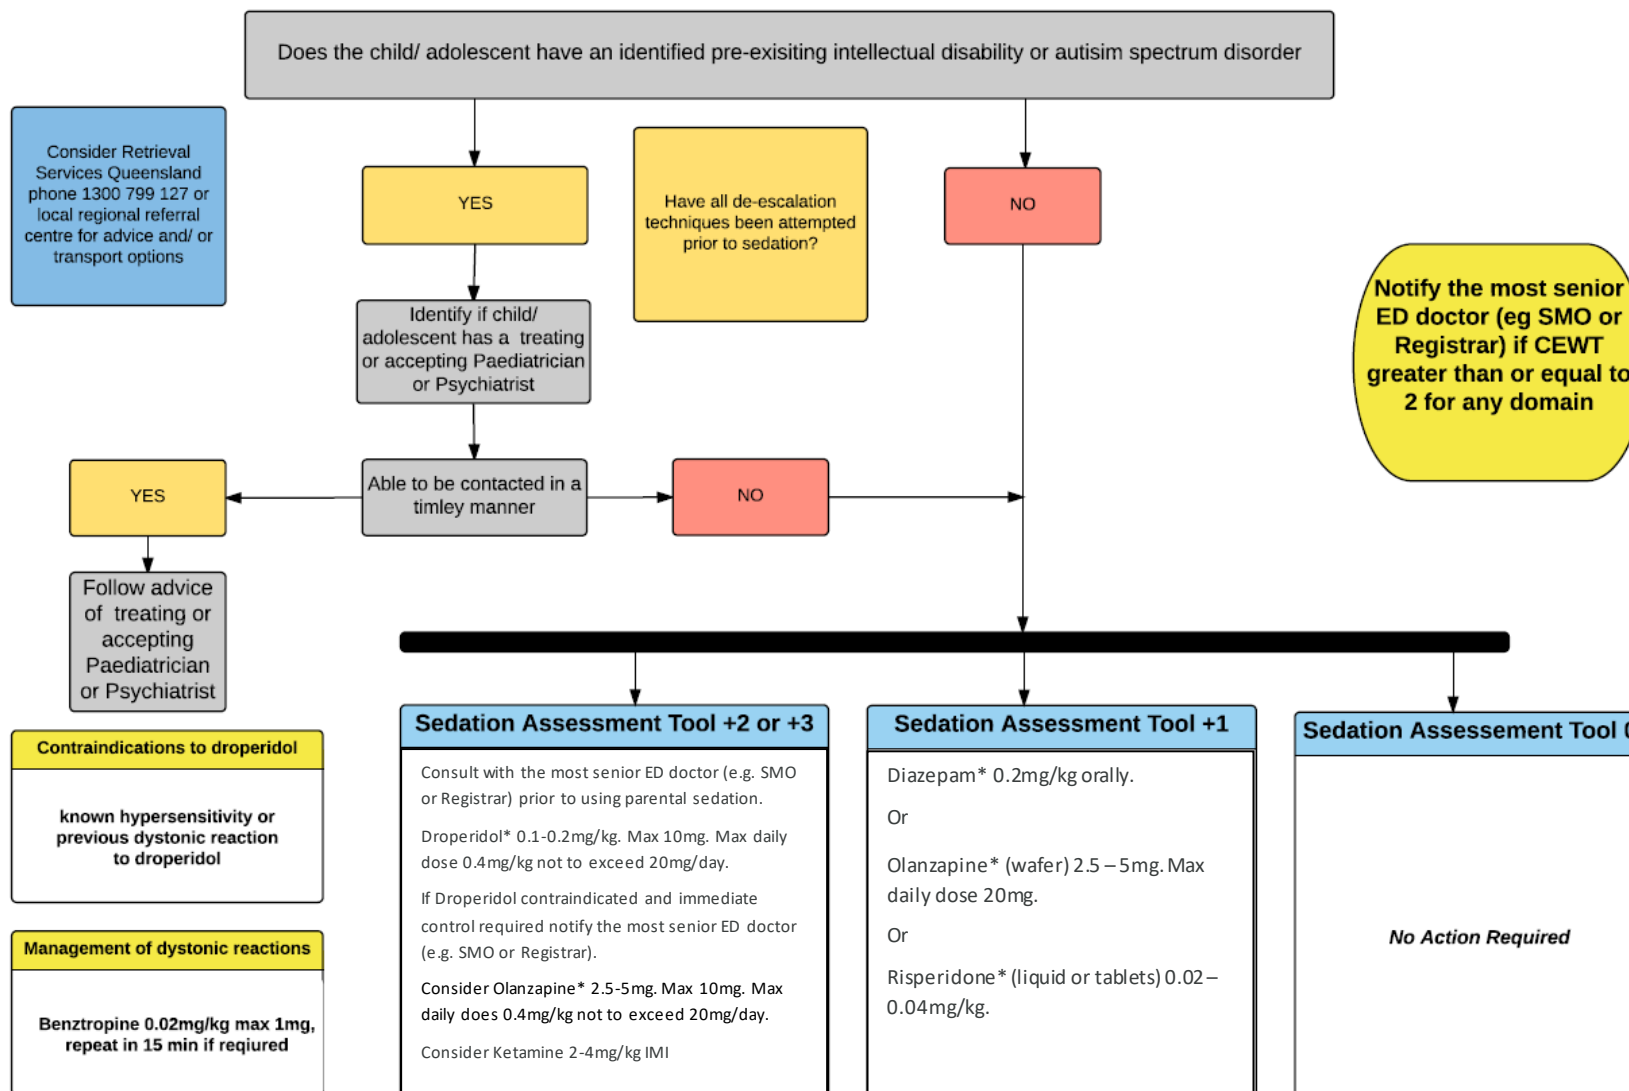 Does the child/ adolescent have an identified pre-exisiting intellectual disability or autisim spectrum disorder
Consider Retrieval
Services Queensland
phone 1300 799 127 or
local regional referral
centre for advice and/ or
transport options
YES
Have all de-escalation
techniques been attempted
prior to sedation?
NO
Notify the most senior
ED doctor (eg SMO or
Registrar) if CEWT
greater than or equal to
2 for any domain
Identify if child/
adolescent has a treating
or accepting Paediatrician
or Psychiatrist
YES
Able to be contacted in a
timley manner
NO
Follow advice
of treating or
accepting
Paediatrician
or Psychiatrist
Contraindications to droperidol
known hypersensitivity or
previous dystonic reaction
to droperidol
Management of dystonic reactions
Benztropine 0.02mg/kg max 1mg,
repeat in 15 min if reqiured
Sedation Assessment Tool +2 or +3
Consult with the most senior ED doctor (e.g. SMO
or Registrar) prior to using parental sedation.
Droperidol* 0.1-0.2mg/kg. Max 10mg. Max daily
dose 0.4mg/kg not to exceed 20mg/day.
If Droperidol contraindicated and immediate
control required notify the most senior ED doctor
(e.g. SMO or Registrar).
Consider Olanzapine* 2.5-5mg. Max 10mg. Max
daily does 0.4mg/kg not to exceed 20mg/day.
Consider Ketamine 2-4mg/kg IMI
Sedation Assessment Tool +1
Diazepam* 0.2mg/kg orally.
Or
Olanzapine* (wafer) 2.5 – 5mg. Max
daily dose 20mg.
Or
Risperidone* (liquid or tablets) 0.02 –
0.04mg/kg.
Sedation Assessement Tool 0
No Action Required